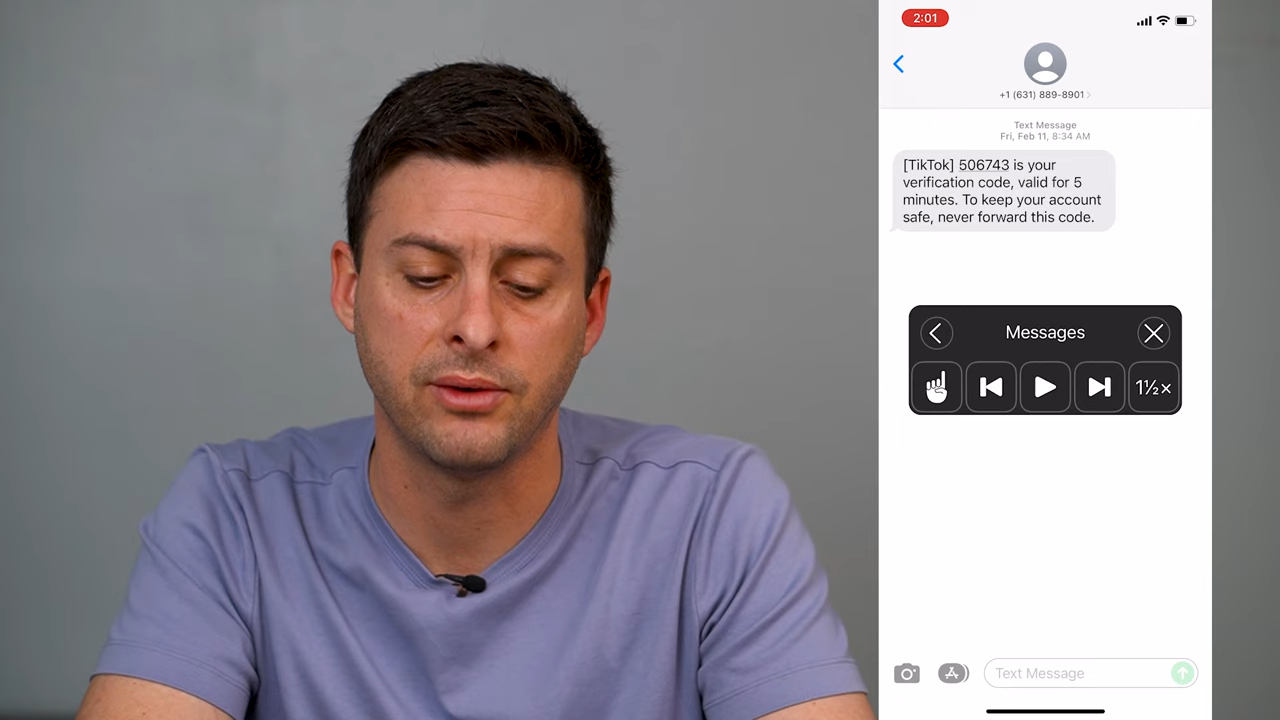 2:01
+1 (631) 889-8901
Text Message
Fri, Feb 11, 8:34 AM
[TikTok] 506743 is your
verification code, valid for 5
minutes. To keep your account
safe, never forward this code.
Messages
1½×
Text Message